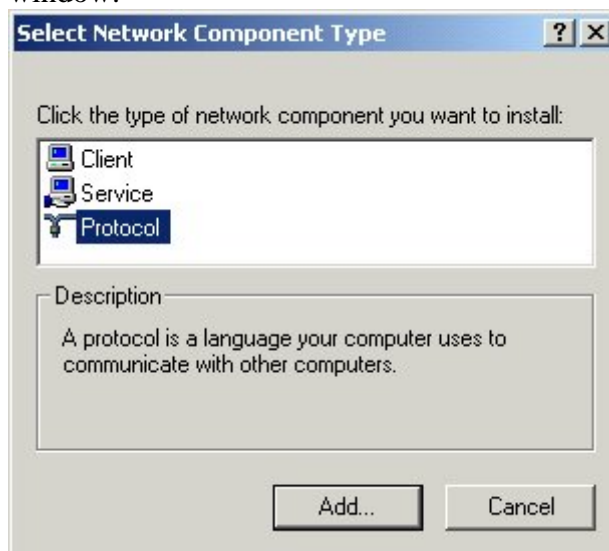 window.
Select Network Component Type
Click the type of network component you want to install:
Client
Service
Protocol
Description
A protocol is a language your computer uses to
communicate with other computers.
Add...
Cancel